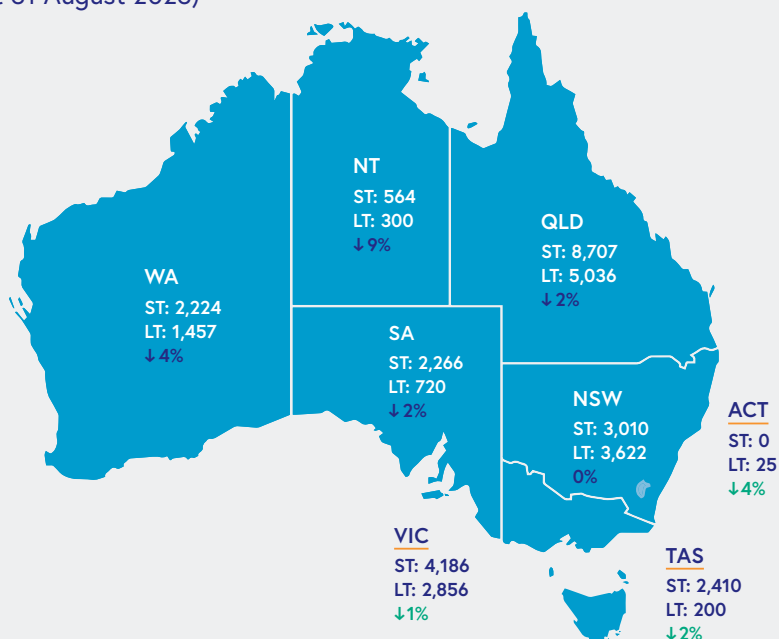 31 August 2023)
NT
ST: 564
LT: 300
↓9%
QLD
ST: 8,707
LT: 5,036
↓2%
WA
ST: 2,224
LT: 1,457
↓4%
SA
ST: 2,266
LT: 720
↓2%
NSW
ST: 3,010
LT: 3,622
0%
ACT
ST: 0
LT: 25
↓4%
VIC
ST: 4,186
LT: 2,856
↓1%
TAS
ST: 2,410
LT: 200
↓2%